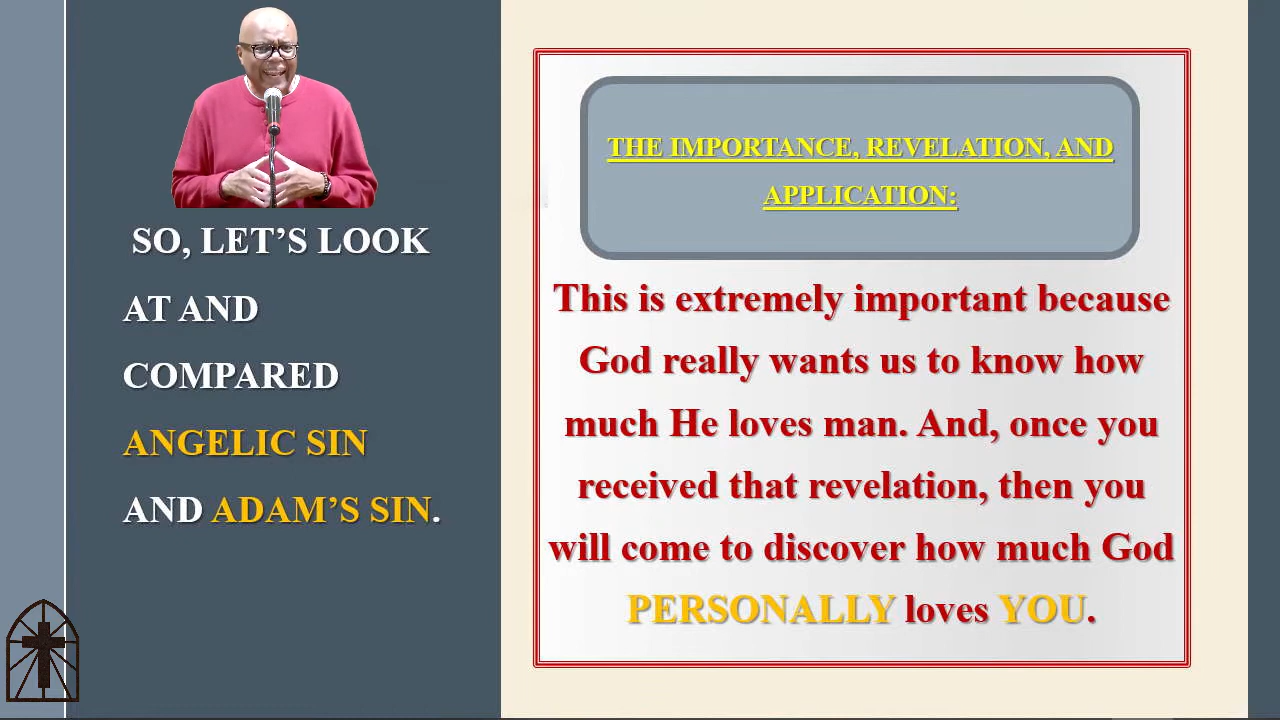 SO, LET’S LOOK
AT AND
COMPARED
ANGELIC SIN
AND ADAM’S SIN.
THE IMPORTANCE, REVELATION, AND
APPLICATION:
This is extremely important because
God really wants us to know how
much He loves man. And, once you
received that revelation, then you
will come to discover how much God
PERSONALLY loves YOU.